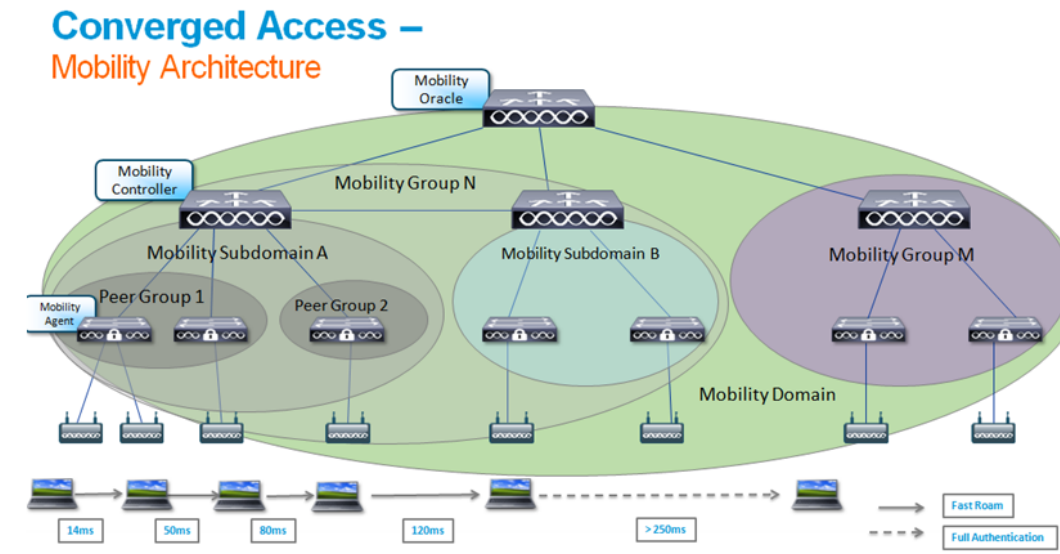 Converged Access –
Mobility Architecture
Mobility
Oracle
Mobility
Controller
Mobility Group N
Mobility Subdomain A
Mobility Subdomain B
Mobility Group M
Mobility
Agent
Peer Group 1
Peer Group 2
Mobility Domain
14ms
50ms
80ms
120ms
> 250ms
Fast Roam
Full Authentication